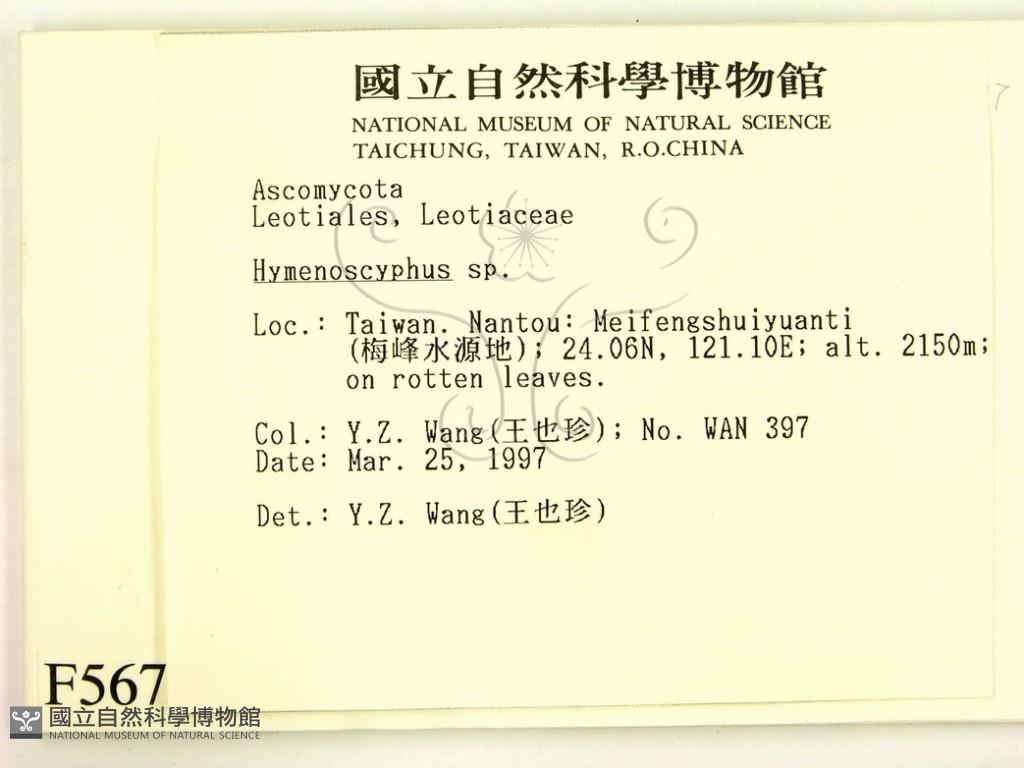 國立自然科學博物館
NATIONAL MUSEUM OF NATURAL SCIENCE
TAICHUNG, TAIWAN, R.O.CHINA
Ascomycota
Leotiales, Leotiaceae
Hymenoscyphus sp.
Loc.: Taiwan. Nantou: Meifengshuiyuanti
(梅峰水源地); 24.06N, 121.10E; alt. 2150m;
on rotten leaves.
Col.: Y.Z. Wang(王也珍); No. WAN 397
Date: Mar. 25, 1997
Det.: Y.Z. Wang(王也珍)
F567
國立自然科學博物館
NATIONAL MUSEUM OF NATURAL SCIENCE